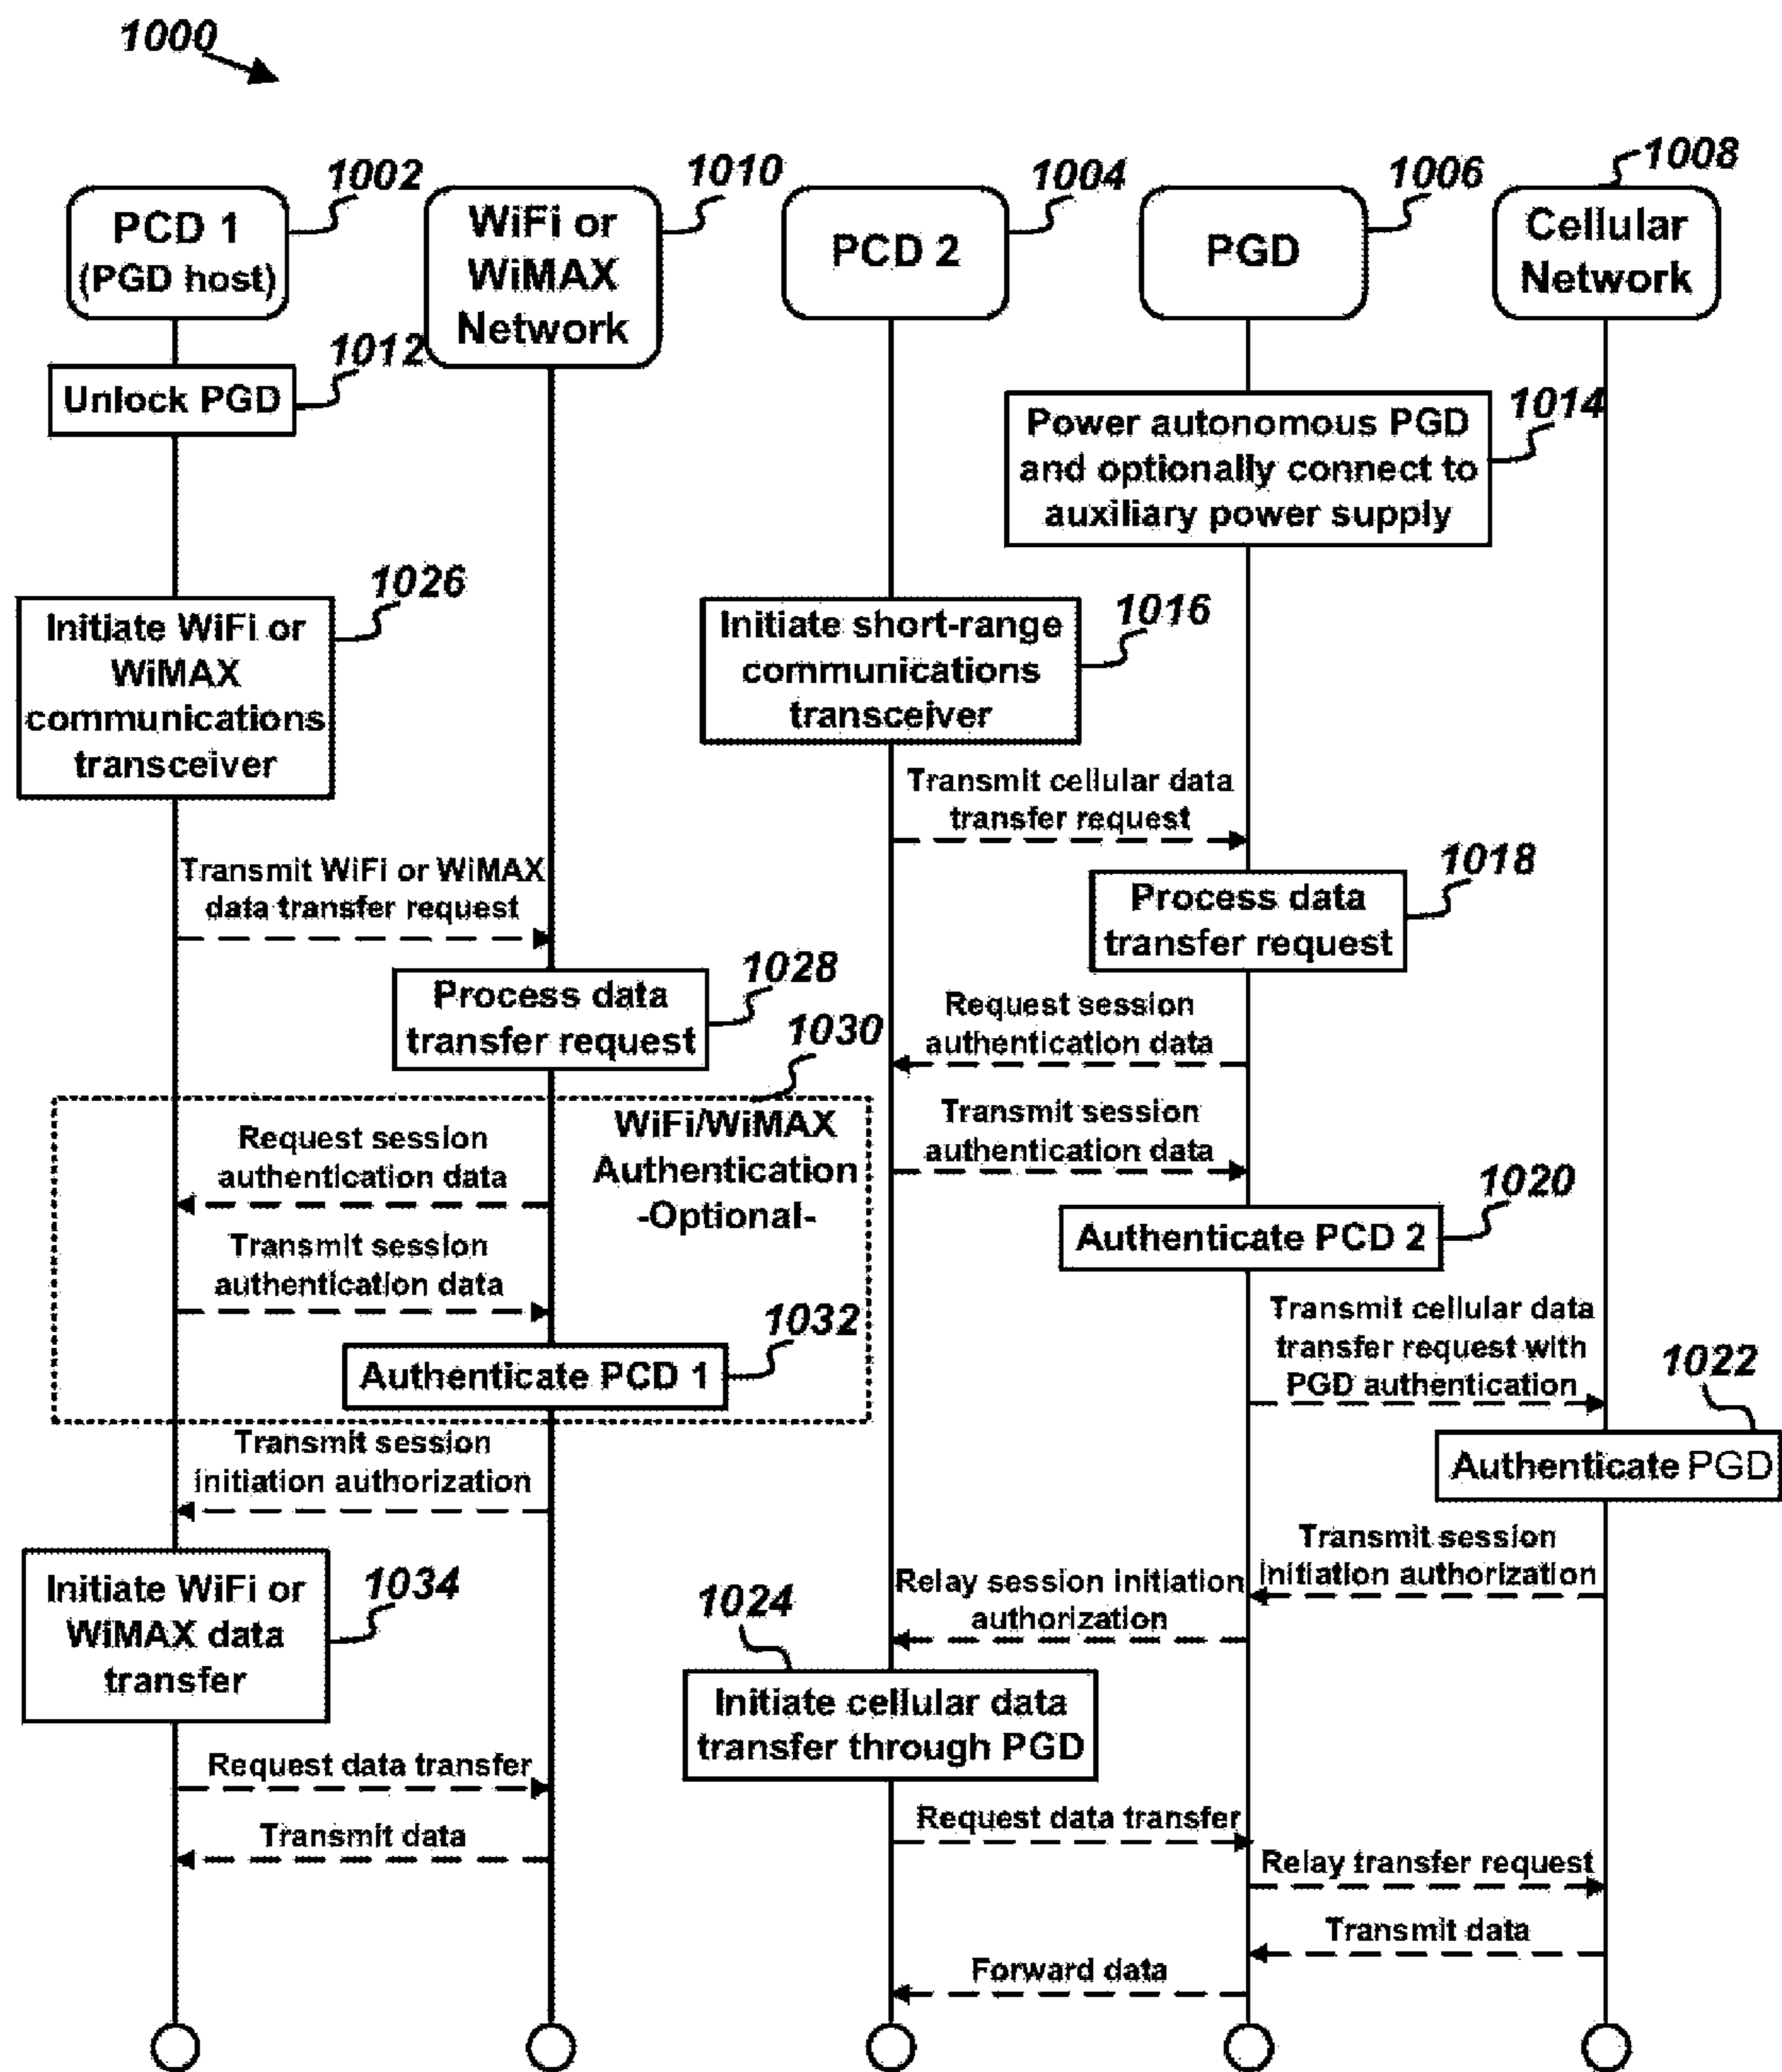 1000
1002
1010
1004
1006
1008
PCD 1
(PGD host)
WiFi or
WiMAX
Network
PCD 2
PGD
Cellular
Network
1012
Unlock PGD
1014
Power autonomous PGD
and optionally connect to
auxiliary power supply
1026
Initiate WiFi or
WiMAX
communications
transceiver
1016
Initiate short-range
communications
transceiver
Transmit cellular data
transfer request
Transmit WiFi or WiMAX
data transfer request
1018
Process data
transfer request
1028
Process data
transfer request
Request session
authentication data
1030
WiFi/WiMAX
Authentication
-Optional-
Request session
authentication data
Transmit session
authentication data
Transmit session
authentication data
1020
Authenticate PCD 2
1032
Authenticate PCD 1
Transmit cellular data
transfer request with
PGD authentication
1022
Authenticate PGD
Transmit session
initiation authorization
Transmit session
initiation authorization
Relay session initiation
authorization
1034
Initiate WiFi or
WiMAX data
transfer
1024
Initiate cellular data
transfer through PGD
Request data transfer
Transmit data
Request data transfer
Relay transfer request
Transmit data
Forward data